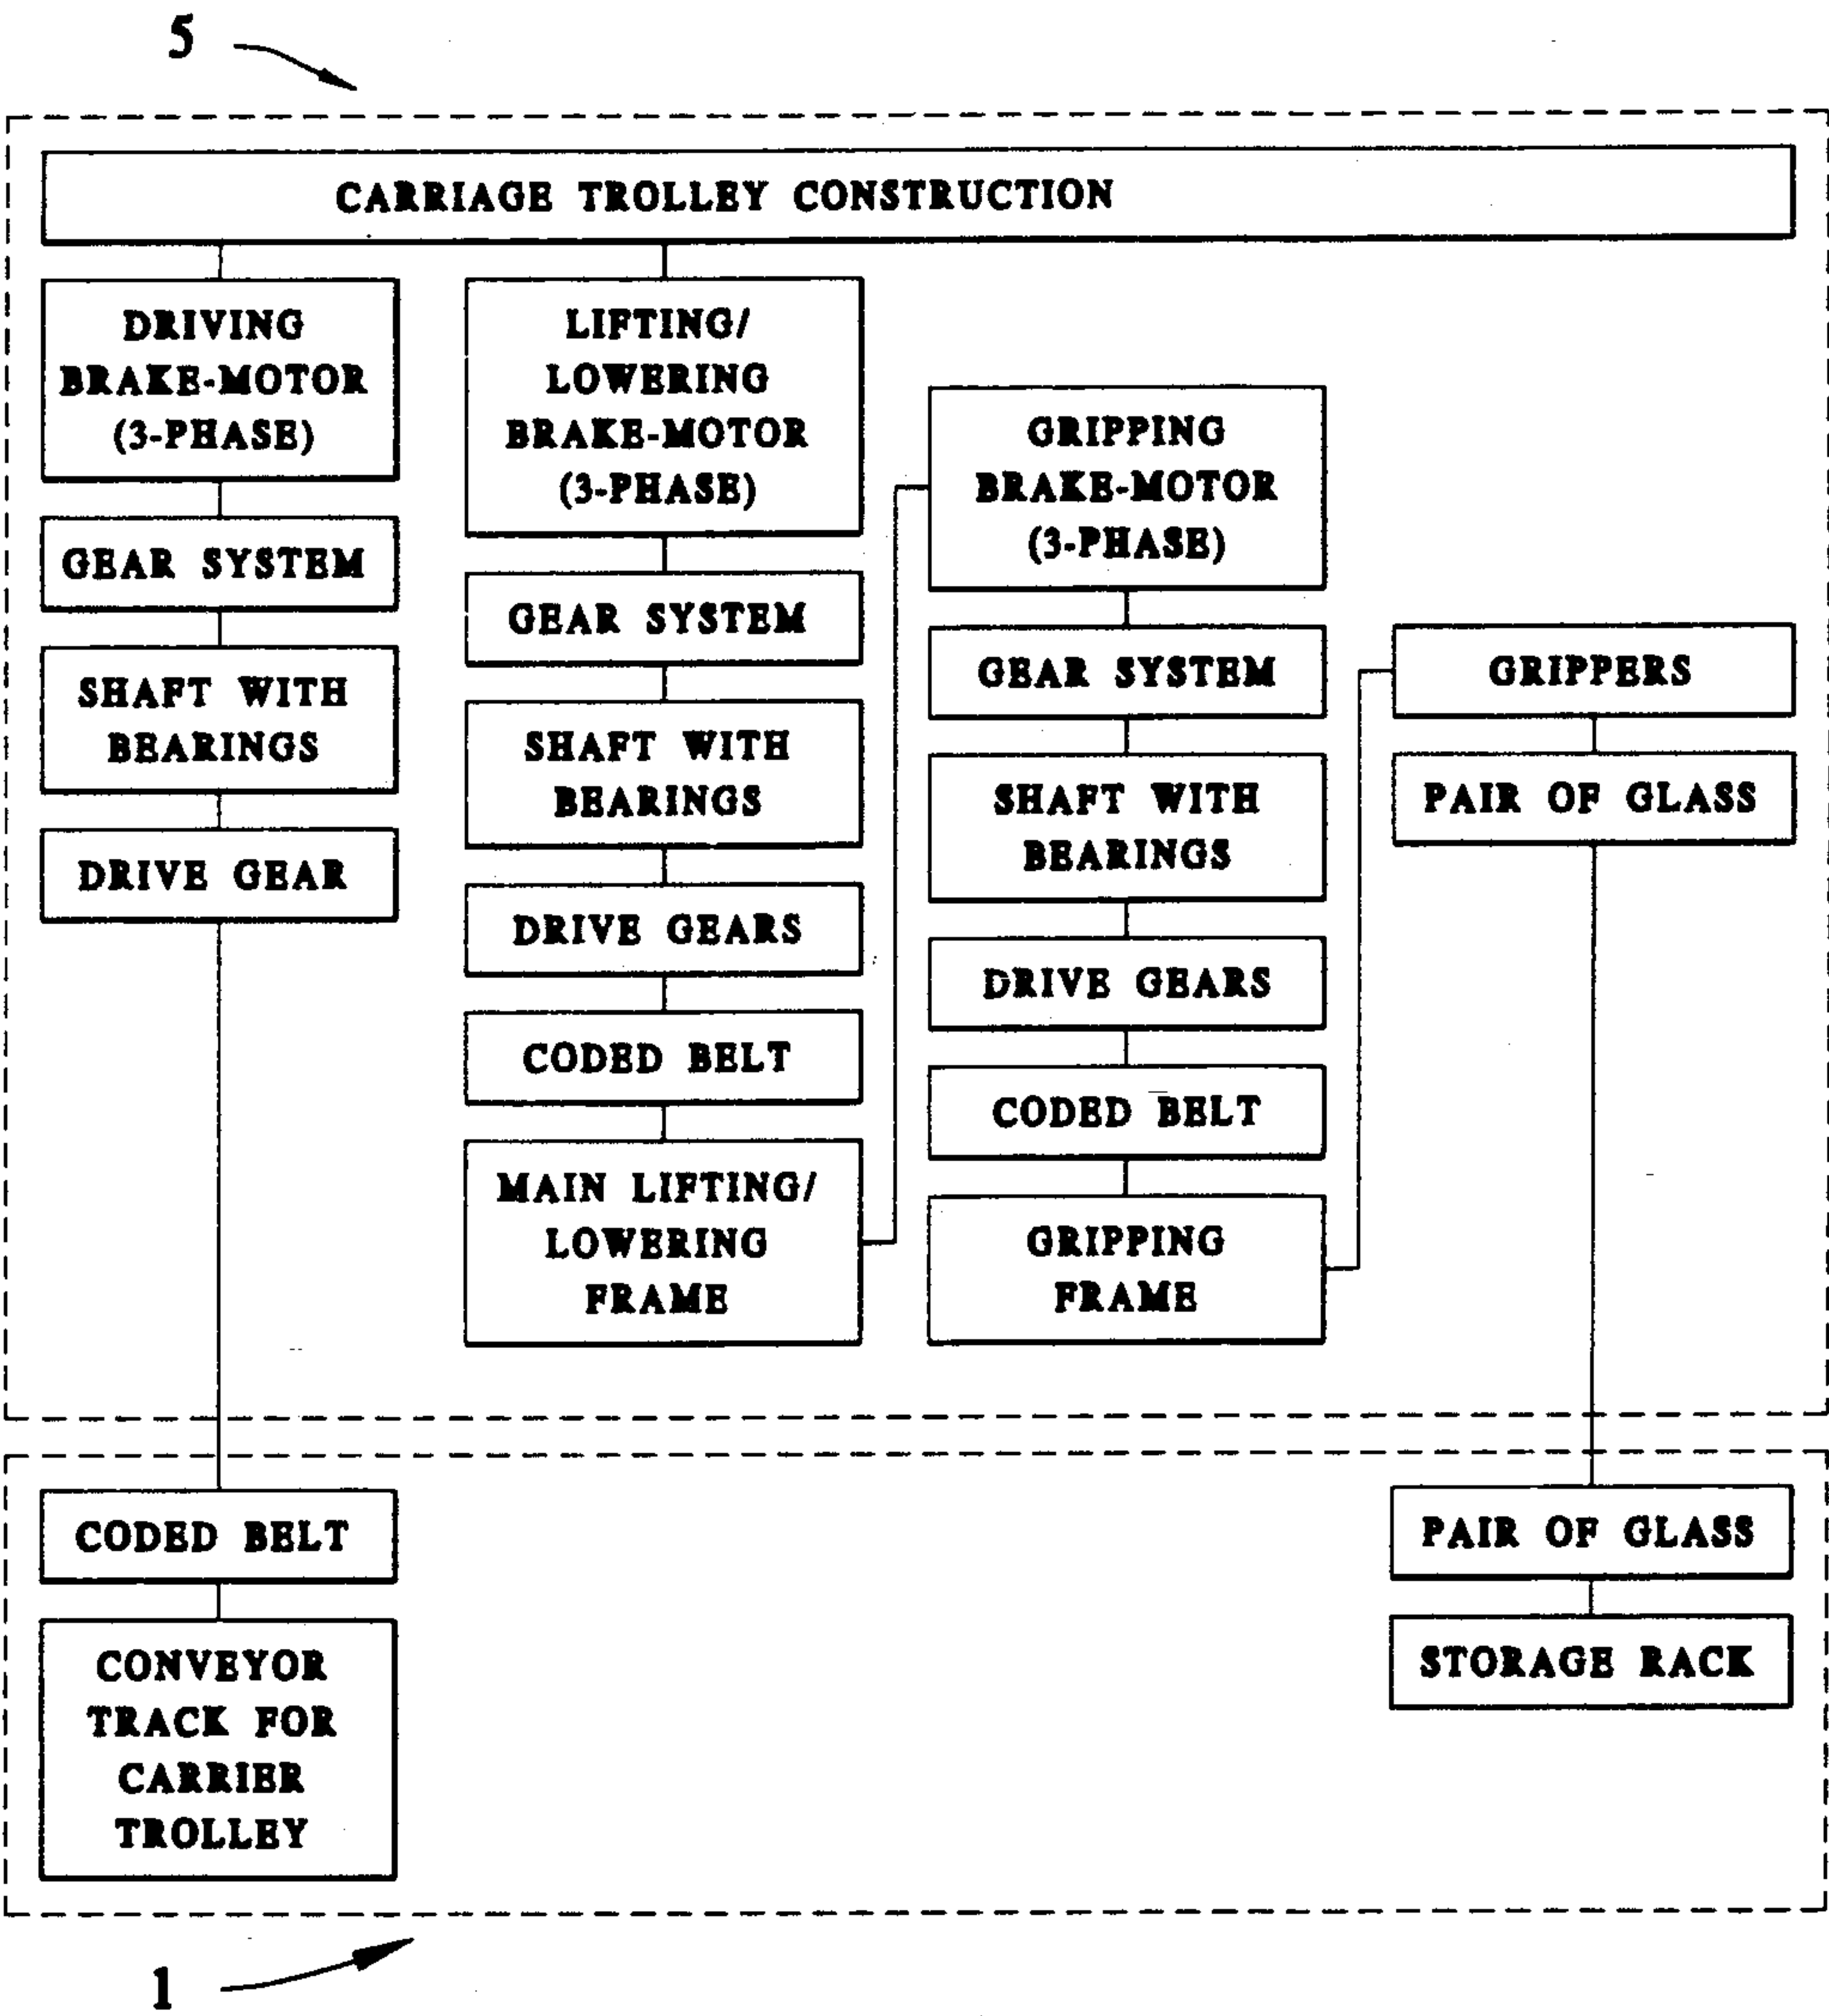 5
CARRIAGE TROLLEY CONSTRUCTION
DRIVING
BRAKE-MOTOR
(3-PHASE)
GEAR SYSTEM
SHAFT WITH
BEARINGS
DRIVE GEAR
LIFTING/
LOWERING
BRAKE-MOTOR
(3-PHASE)
GEAR SYSTEM
SHAFT WITH
BEARINGS
DRIVE GEARS
CODED BELT
MAIN LIFTING/
LOWERING
FRAME
GRIPPING
BRAKE-MOTOR
(3-PHASE)
GEAR SYSTEM
SHAFT WITH
BEARINGS
DRIVE GEARS
CODED BELT
GRIPPING
FRAME
GRIPPERS
PAIR OF GLASS
CODED BELT
CONVEYOR
TRACK FOR
CARRIER
TROLLEY
PAIR OF GLASS
STORAGE RACK
1